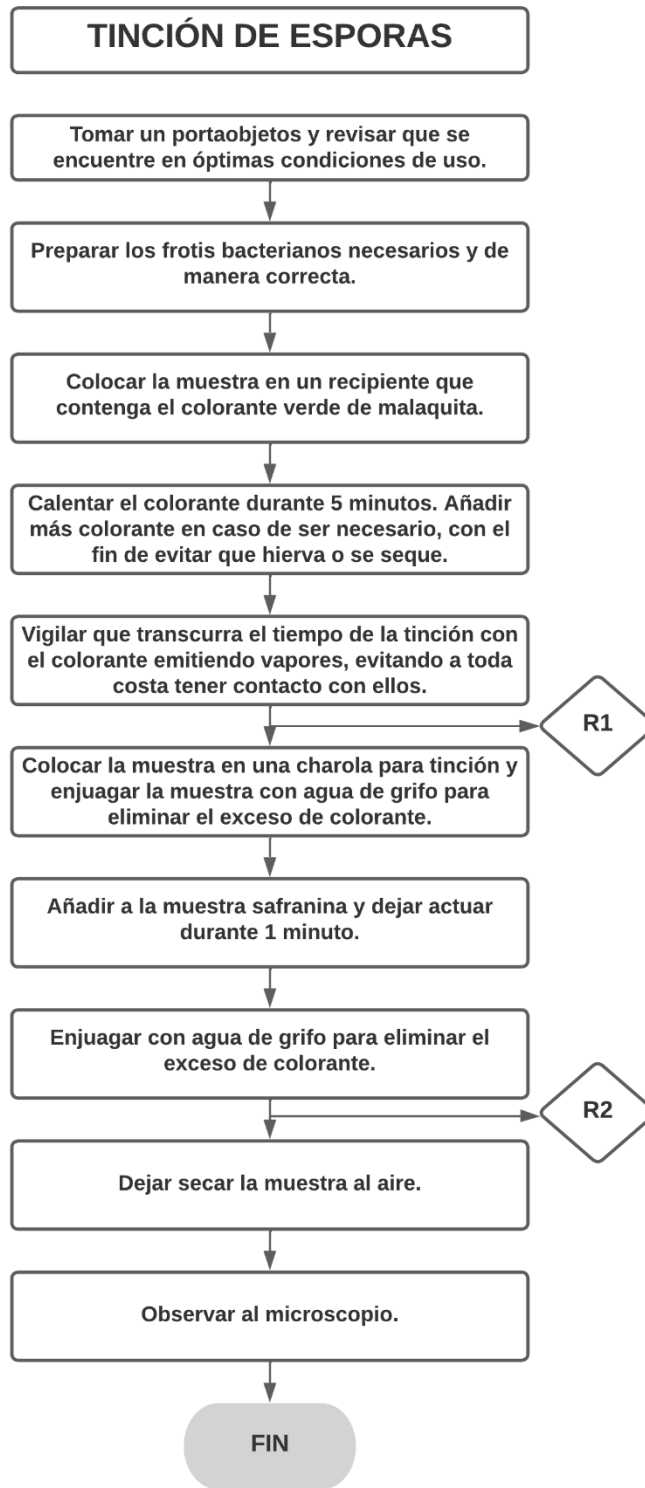 TINCIÓN DE ESPORAS
Tomar un portaobjetos y revisar que se
encuentre en óptimas condiciones de uso.
Preparar los frotis bacterianos necesarios y de
manera correcta.
Colocar la muestra en un recipiente que
contenga el colorante verde de malaquita.
Calentar el colorante durante 5 minutos. Añadir
más colorante en caso de ser necesario, con el
fin de evitar que hierva o se seque.
Vigilar que transcurra el tiempo de la tinción con
el colorante emitiendo vapores, evitando a toda
costa tener contacto con ellos.
R1
Colocar la muestra en una charola para tinción y
enjuagar la muestra con agua de grifo para
eliminar el exceso de colorante.
Añadir a la muestra safranina y dejar actuar
durante 1 minuto.
Enjuagar con agua de grifo para eliminar el
exceso de colorante.
R2
Dejar secar la muestra al aire.
Observar al microscopio.
FIN